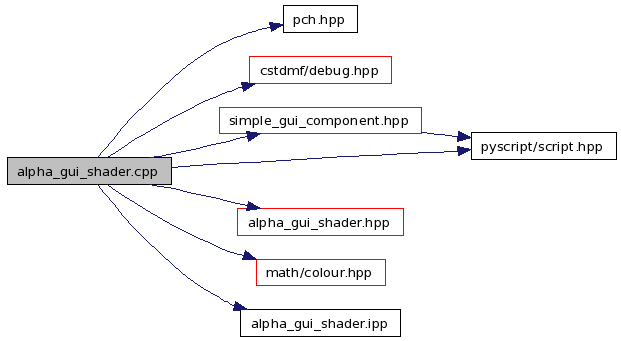 pch.hpp
cstdmf/debug.hpp
simple_gui_component.hpp
pyscript/script.hpp
alpha_gui_shader.cpp
alpha_gui_shader.hpp
math/colour.hpp
alpha_gui_shader.ipp